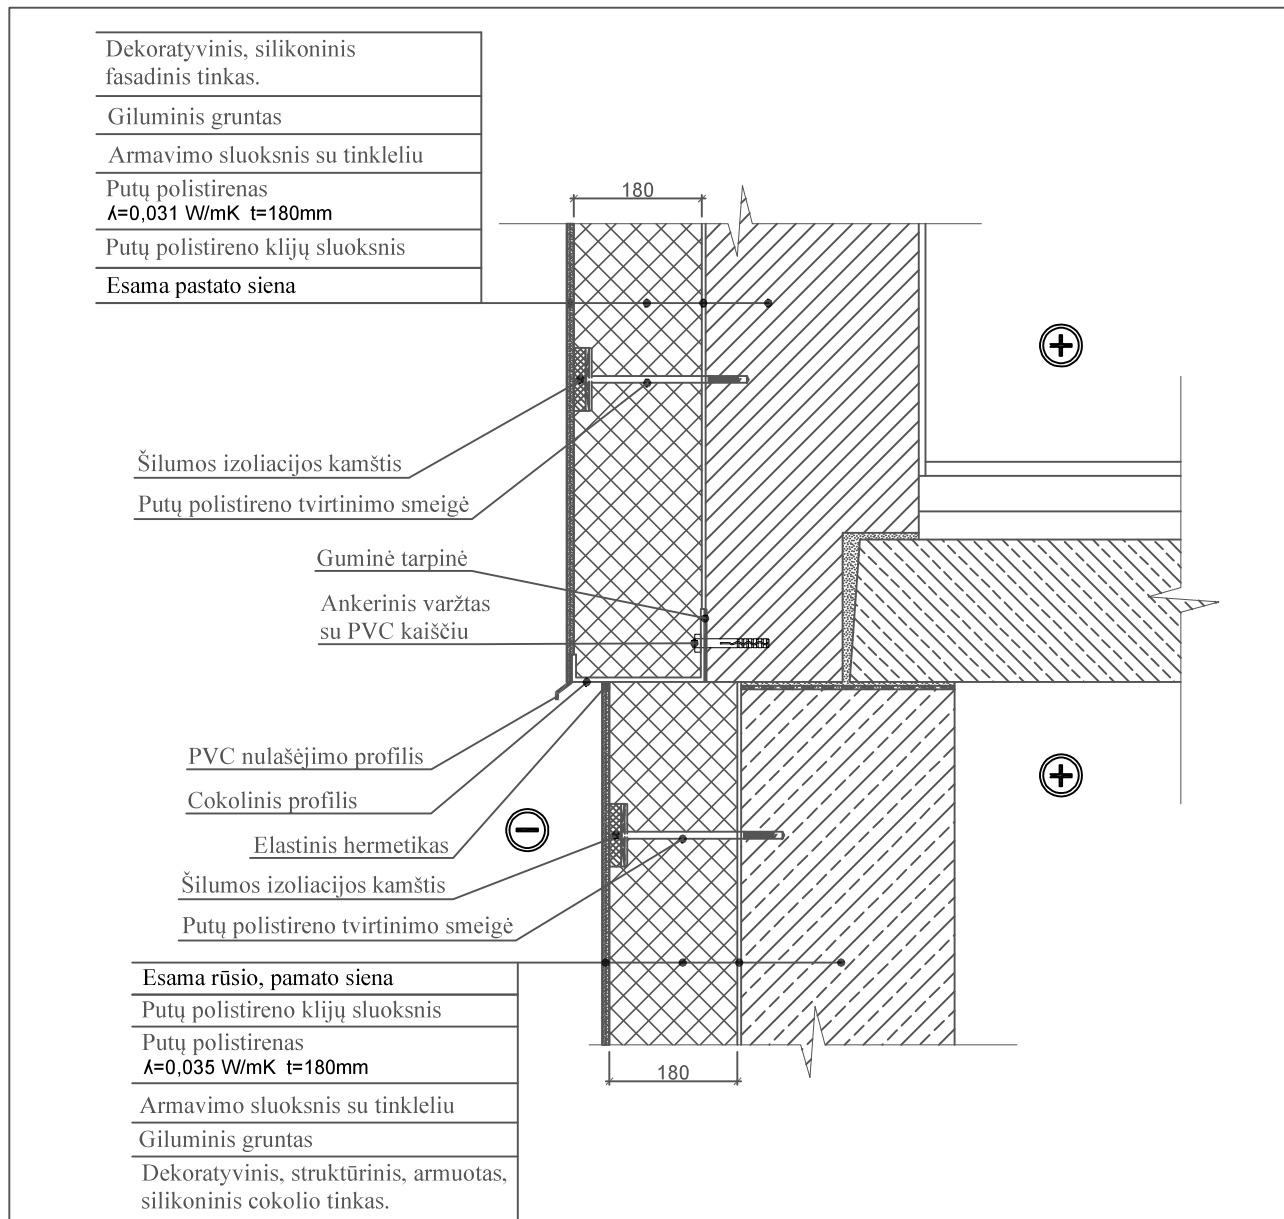 Dekoratyvinis, silikoninis
fasadinis tinkas.
Giluminis gruntas
Armavimo sluoksnis su tinkleliu
Putų polistirenas
ʎ=0,031 W/mK t=180mm
Putų polistireno klijų sluoksnis
Esama pastato siena
180
Šilumos izoliacijos kamštis
Putų polistireno tvirtinimo smeigė
Guminė tarpinė
Ankerinis varžtas
su PVC kaiščiu
PVC nulašėjimo profilis
Cokolinis profilis
Elastinis hermetikas
Šilumos izoliacijos kamštis
Putų polistireno tvirtinimo smeigė
Esama rūsio, pamato siena
Putų polistireno klijų sluoksnis
Putų polistirenas
ʎ=0,035 W/mK t=180mm
Armavimo sluoksnis su tinkleliu
Giluminis gruntas
Dekoratyvinis, struktūrinis, armuotas,
silikoninis cokolio tinkas.
180